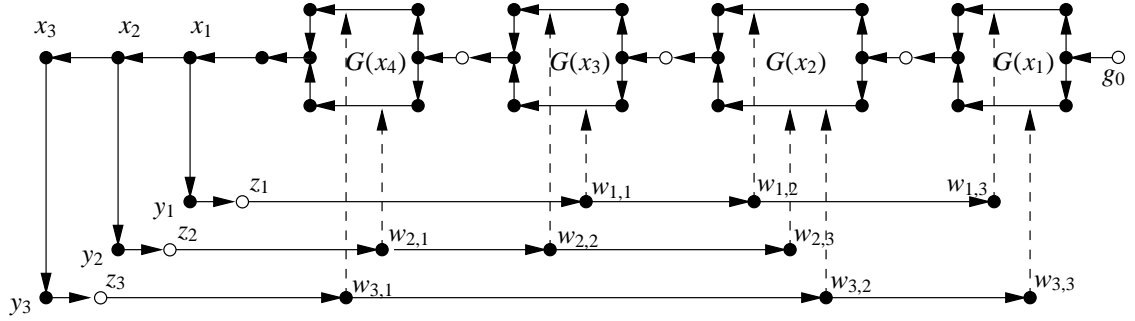 x3 x2 x1
G(x4) G(x3) G(x2) G(x1)
g0
z1 w1,1 w1,2 w1,3
y1
z2 w2,1 w2,2 w2,3
y2
z3 w3,1 w3,2 w3,3
y3